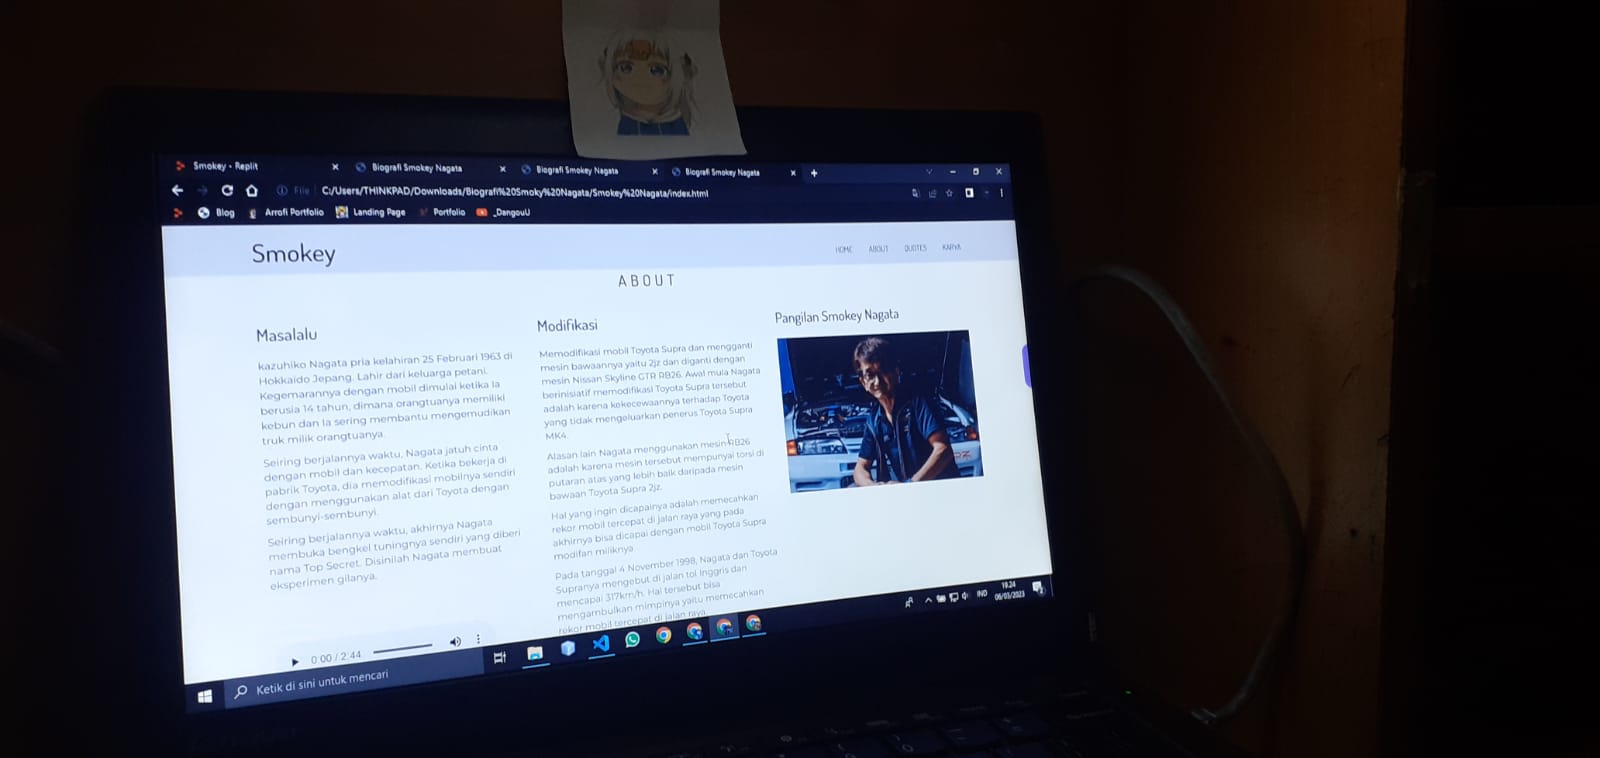 Smokey - Replit
Biografi Smokey Nagata
Biografi Smokey Nagata
Biografi Smokey Nagata
File C:/Users/THINKPAD/Downloads/Biografi%20Smoky%20Nagata/Smokey%20Nagata/index.html
Blog Arrofi Portfolio Landing Page Portfolio _DangouU
Smokey
HOME ABOUT QUOTES KARYA
ABOUT
Masalalu
kazuhiko Nagata pria kelahiran 25 Februari 1963 di
Hokkaido Jepang. Lahir dari keluarga petani.
Kegemarannya dengan mobil dimulai ketika Ia
berusia 14 tahun, dimana orangtuanya memiliki
kebun dan Ia sering membantu mengemudikan
truk milik orangtuanya.
Seiring berjalannya waktu, Nagata jatuh cinta
dengan mobil dan kecepatan. Ketika bekerja di
pabrik Toyota, dia memodifikasi mobilnya sendiri
dengan menggunakan alat dari Toyota dengan
sembunyi-sembunyi.
Seiring berjalannya waktu, akhirnya Nagata
membuka bengkel tuningnya sendiri yang diberi
nama Top Secret. Disinilah Nagata membuat
eksperimen gilanya.
Modifikasi
Memodifikasi mobil Toyota Supra dan mengganti
mesin bawaannya yaitu 2jz dan diganti dengan
mesin Nissan Skyline GTR RB26. Awal mula Nagata
berinisiatif memodifikasi Toyota Supra tersebut
adalah karena kekecewaannya terhadap Toyota
yang tidak mengeluarkan penerus Toyota Supra
MK4.
Alasan lain Nagata menggunakan mesin RB26
adalah karena mesin tersebut mempunyai torsi di
putaran atas yang lebih baik daripada mesin
bawaan Toyota Supra 2jz.
Hal yang ingin dicapainya adalah memecahkan
rekor mobil tercepat di jalan raya yang pada
akhirnya bisa dicapai dengan mobil Toyota Supra
modifan miliknya
Pada tanggal 4 November 1998, Nagata dan Toyota
Supranya mengebut di jalan tol Inggris dan
mencapai 317km/h. Hal tersebut bisa
mengambulkan mimpinya yaitu memecahkan
rekor mobil tercepat di jalan raya.
Pangilan Smokey Nagata
0:00 / 2:44
Ketik di sini untuk mencari
IND
19.24
06/03/2023